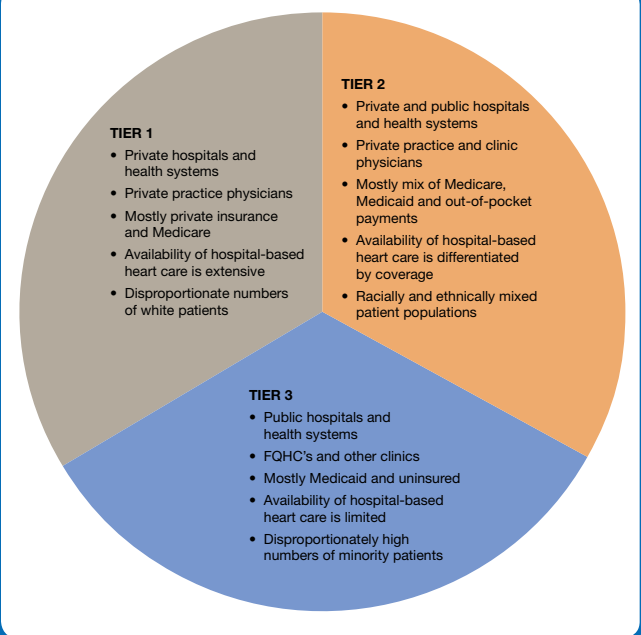 TIER 1
• Private hospitals and
health systems
• Private practice physicians
• Mostly private insurance
and Medicare
• Availability of hospital-based
heart care is extensive
• Disproportionate numbers
of white patients
TIER 2
• Private and public hospitals
and health systems
• Private practice and clinic
physicians
• Mostly mix of Medicare,
Medicaid and out-of-pocket
payments
• Availability of hospital-based
heart care is differentiated
by coverage
• Racially and ethnically mixed
patient populations
TIER 3
• Public hospitals and
health systems
• FQHC's and other clinics
• Mostly Medicaid and uninsured
• Availability of hospital-based
heart care is limited
• Disproportionately high
numbers of minority patients